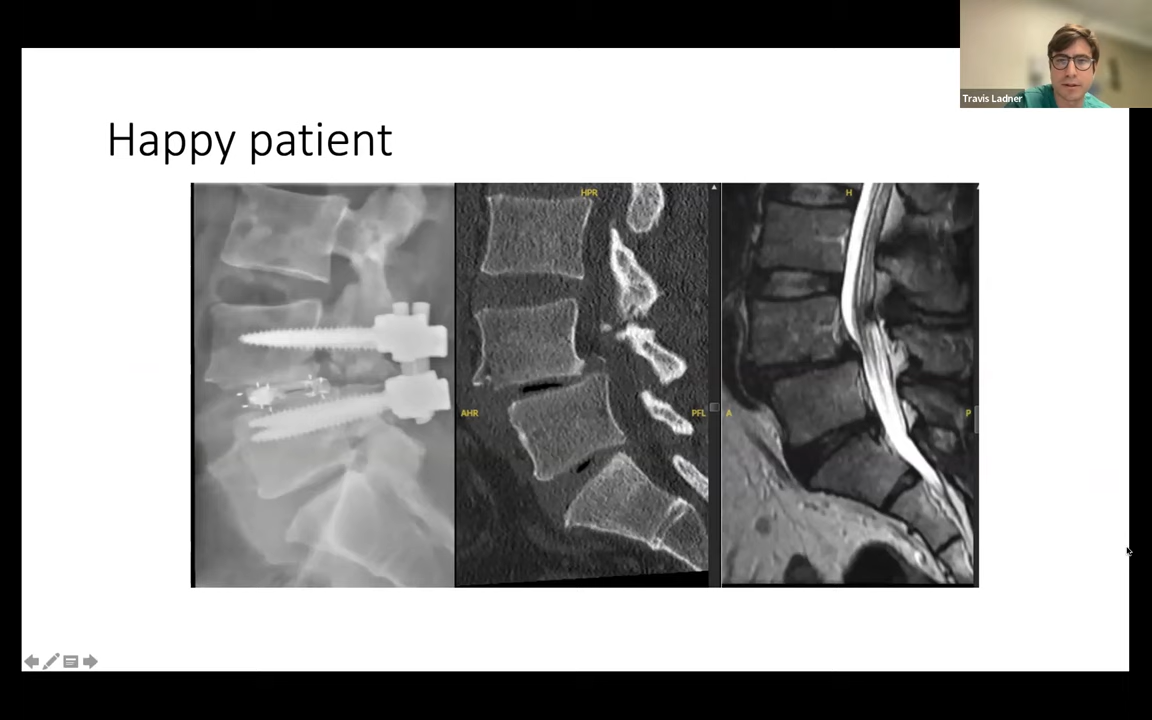 Travis Ladner
Happy patient
HPR
H
AHR
PFL
A
P